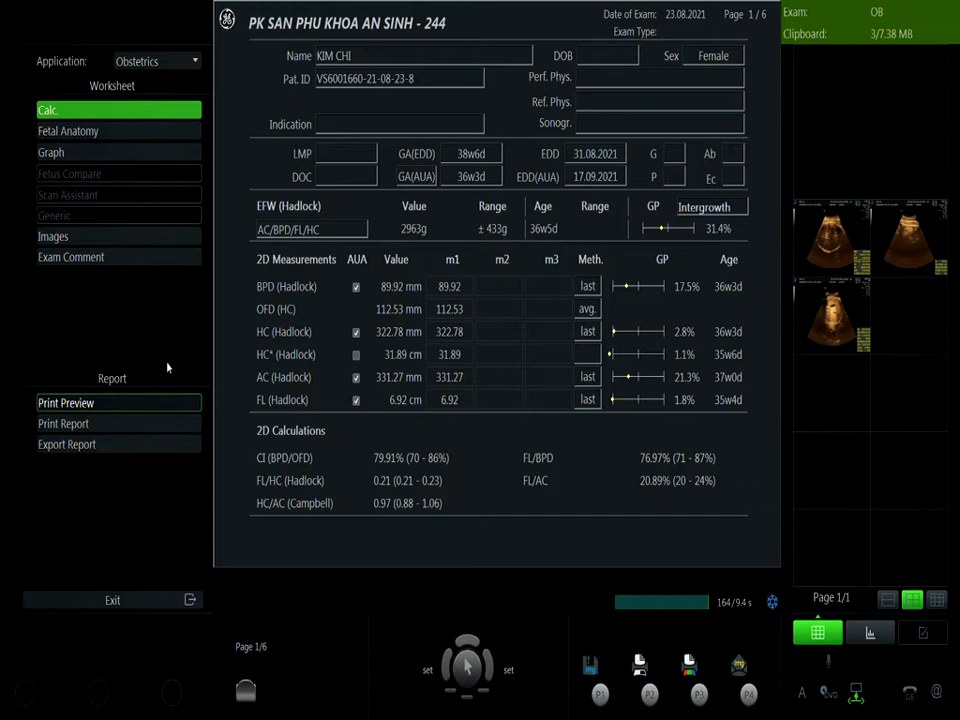 PK SAN PHU KHOA AN SINH - 244
Date of Exam: 23.08.2021 Page 1 / 6
Exam Type:
Exam: OB
Clipboard: 3/7.38 MB
Application: Obstetrics
Worksheet
Calc.
Fetal Anatomy
Graph
Fetus Compare
Scan Assistant
Generic
Images
Exam Comment
Report
Print Preview
Print Report
Export Report
Exit
Name KIM CHI DOB Sex Female
Pat. ID VS6001660-21-08-23-8 Perf. Phys.
Ref. Phys.
Indication Sonogr.
LMP GA(EDD) 38w6d EDD 31.08.2021 G Ab
DOC GA(AUA) 36w3d EDD(AUA) 17.09.2021 P Ec
EFW (Hadlock) Value Range Age Range GP Intergrowth
AC/BPD/FL/HC 2963g ± 433g 36w5d 31.4%
2D Measurements AUA Value m1 m2 m3 Meth. GP Age
BPD (Hadlock) 89.92 mm 89.92 last 17.5% 36w3d
OFD (HC) 112.53 mm 112.53 avg.
HC (Hadlock) 322.78 mm 322.78 last 2.8% 36w3d
HC* (Hadlock) 31.89 cm 31.89 1.1% 35w6d
AC (Hadlock) 331.27 mm 331.27 last 21.3% 37w0d
FL (Hadlock) 6.92 cm 6.92 last 1.8% 35w4d
2D Calculations
CI (BPD/OFD) 79.91% (70 - 86%) FL/BPD 76.97% (71 - 87%)
FL/HC (Hadlock) 0.21 (0.21 - 0.23) FL/AC 20.89% (20 - 24%)
HC/AC (Campbell) 0.97 (0.88 - 1.06)
164/9.4 s
Page 1/1
Page 1/6
set set
P1 P2 P3 P4
A DVD @